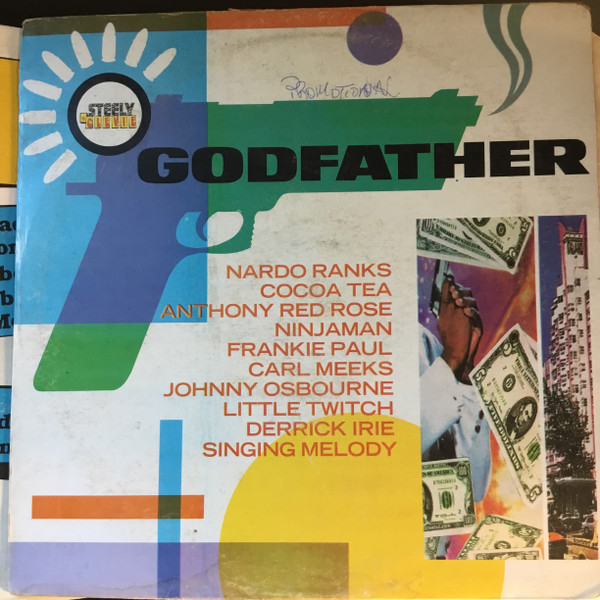 PROMOTIONAL
STEELY
& CLEVIE
GODFATHER
NARDO RANKS
COCOA TEA
ANTHONY RED ROSE
NINJAMAN
FRANKIE PAUL
CARL MEEKS
JOHNNY OSBOURNE
LITTLE TWITCH
DERRICK IRIE
SINGING MELODY